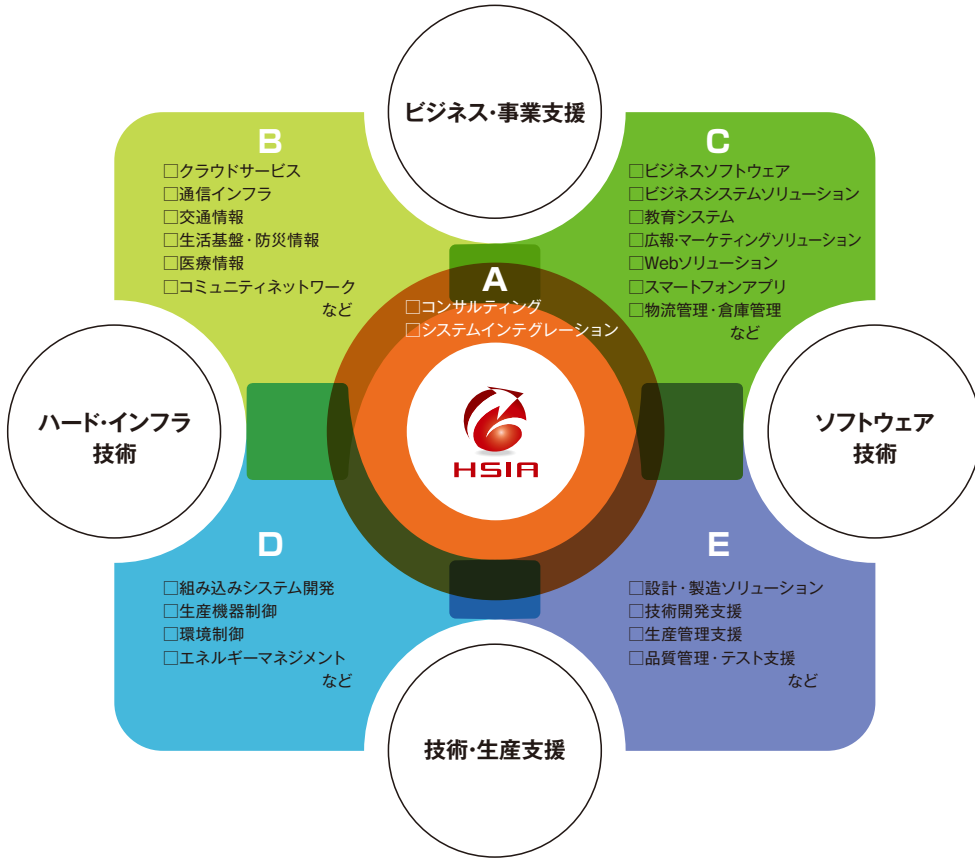 ビジネス・事業支援
B
□クラウドサービス
□通信インフラ
□交通情報
□生活基盤・防災情報
□医療情報
□コミュニティネットワーク
など
C
□ビジネスソフトウェア
□ビジネスシステムソリューション
□教育システム
□広報・マーケティングソリューション
□Webソリューション
□スマートフォンアプリ
□物流管理・倉庫管理
など
A
□コンサルティング
□システムインテグレーション
HSIA
ハード・インフラ
技術
ソフトウェア
技術
D
□組み込みシステム開発
□生産機器制御
□環境制御
□エネルギーマネジメント
など
E
□設計・製造ソリューション
□技術開発支援
□生産管理支援
□品質管理・テスト支援
など
技術・生産支援